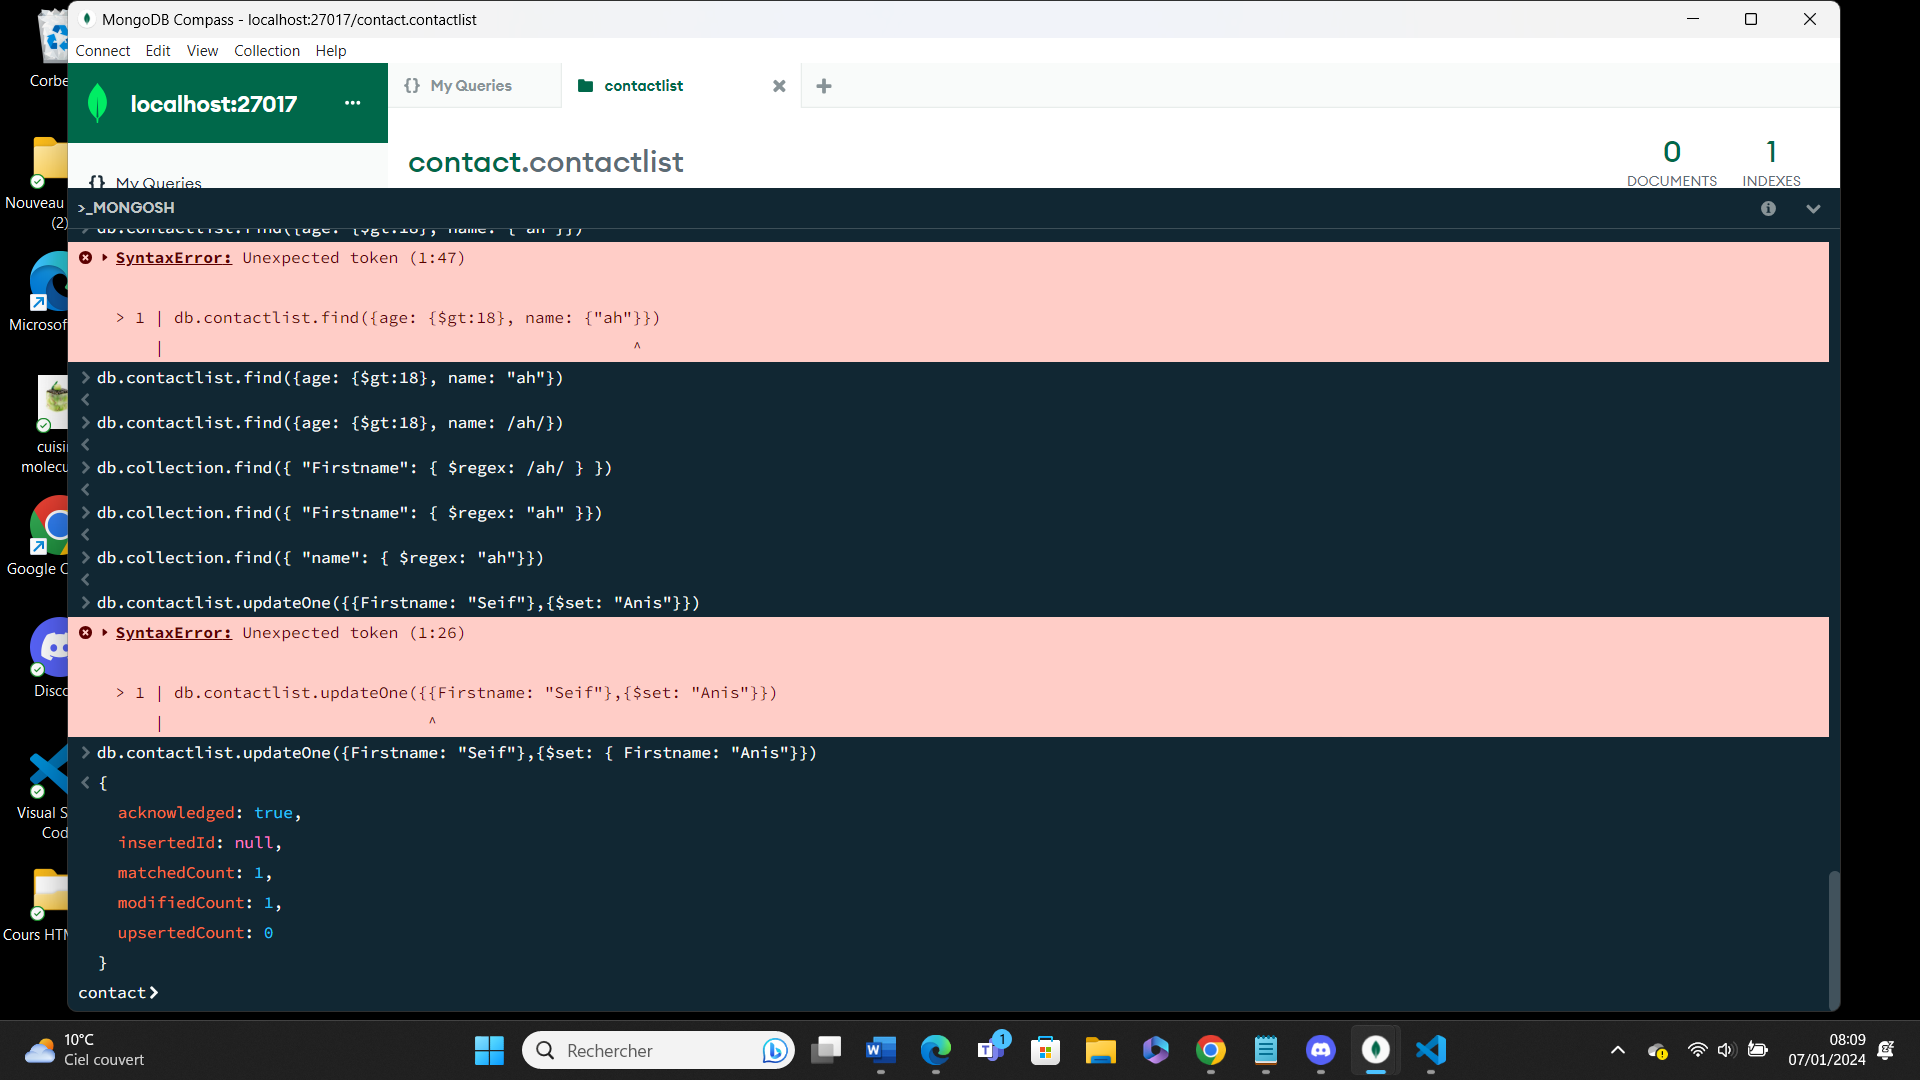 MongoDB Compass - localhost:27017/contact.contactlist
Connect Edit View Collection Help
localhost:27017 ...
{} My Queries
contactlist
contact.contactlist
0
DOCUMENTS
1
INDEXES
{} My Queries
>_MONGOSH
db.contactlist.find({age: {$gt:18}, name: {"ah"}})
SyntaxError: Unexpected token (1:47)
> 1 | db.contactlist.find({age: {$gt:18}, name: {"ah"}})
| ^
db.contactlist.find({age: {$gt:18}, name: "ah"})
db.contactlist.find({age: {$gt:18}, name: /ah/})
db.collection.find({ "Firstname": { $regex: /ah/ } })
db.collection.find({ "Firstname": { $regex: "ah" }})
db.collection.find({ "name": { $regex: "ah"}})
db.contactlist.updateOne({{Firstname: "Seif"},{$set: "Anis"}})
SyntaxError: Unexpected token (1:26)
> 1 | db.contactlist.updateOne({{Firstname: "Seif"},{$set: "Anis"}})
| ^
db.contactlist.updateOne({Firstname: "Seif"},{$set: { Firstname: "Anis"}})
{
acknowledged: true,
insertedId: null,
matchedCount: 1,
modifiedCount: 1,
upsertedCount: 0
}
contact>
Corbe
Nouveau
(2)
Microsof
cuisi
molecu
Google C
Disco
Visual S
Cod
Cours HTM
10°C
Ciel couvert
Rechercher
1
08:09
07/01/2024